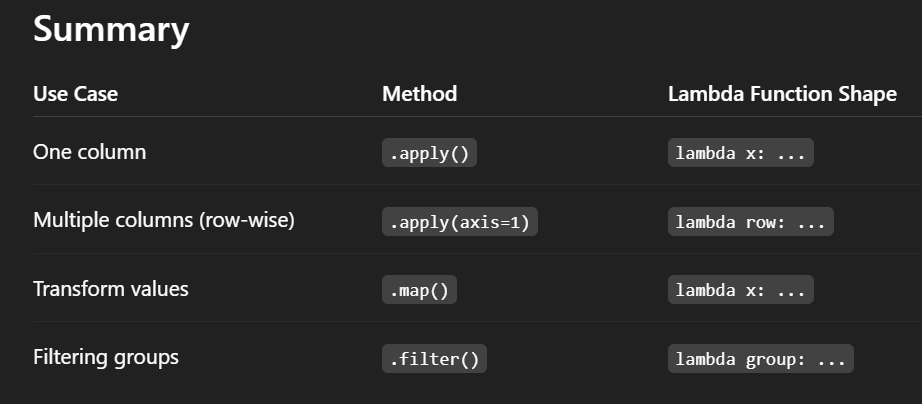 Summary
Use Case Method Lambda Function Shape
One column .apply() lambda x: ...
Multiple columns (row-wise) .apply(axis=1) lambda row: ...
Transform values .map() lambda x: ...
Filtering groups .filter() lambda group: ...